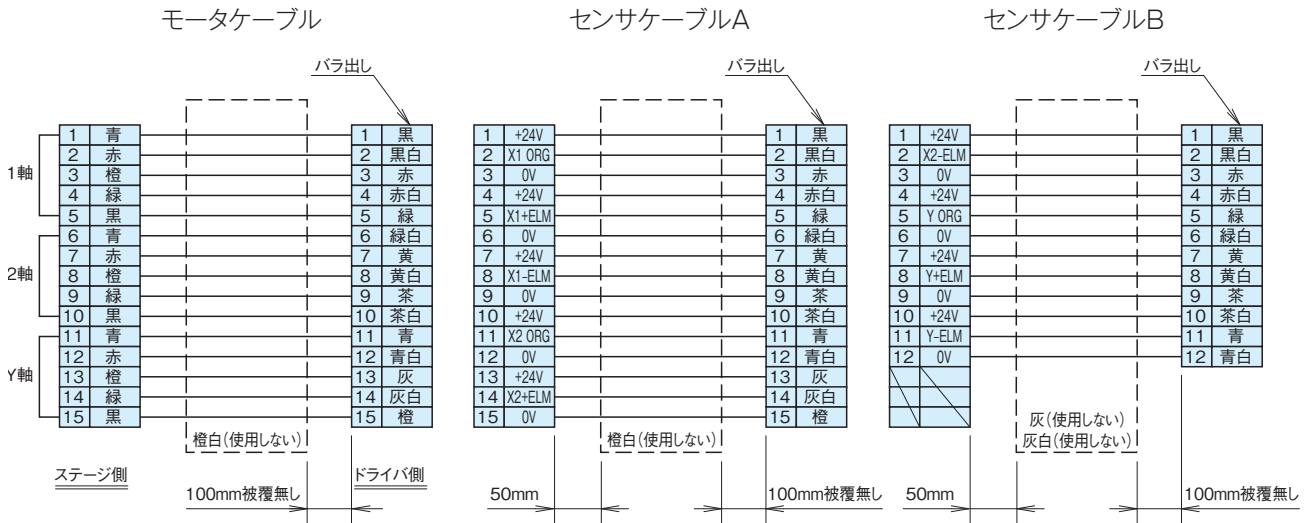 モータケーブル
バラ出し
1軸
2軸
Y軸
1 青 1 黒
2 赤 2 黒白
3 橙 3 赤
4 緑 4 赤白
5 黒 5 緑
6 青 6 緑白
7 赤 7 黄
8 橙 8 黄白
9 緑 9 茶
10 黒 10 茶白
11 青 11 青
12 赤 12 青白
13 橙 13 灰
14 緑 14 灰白
15 黒 15 橙
橙白(使用しない)
ステージ側
ドライバ側
100mm被覆無し
センサケーブルA
バラ出し
1 +24V 1 黒
2 X1 ORG 2 黒白
3 0V 3 赤
4 +24V 4 赤白
5 X1+ELM 5 緑
6 0V 6 緑白
7 +24V 7 黄
8 X1-ELM 8 黄白
9 0V 9 茶
10 +24V 10 茶白
11 X2 ORG 11 青
12 0V 12 青白
13 +24V 13 灰
14 X2+ELM 14 灰白
15 0V 15 橙
橙白(使用しない)
50mm
100mm被覆無し
センサケーブルB
バラ出し
1 +24V 1 黒
2 X2-ELM 2 黒白
3 0V 3 赤
4 +24V 4 赤白
5 Y ORG 5 緑
6 0V 6 緑白
7 +24V 7 黄
8 Y+ELM 8 黄白
9 0V 9 茶
10 +24V 10 茶白
11 Y-ELM 11 青
12 0V 12 青白
灰(使用しない)
灰白(使用しない)
50mm
100mm被覆無し